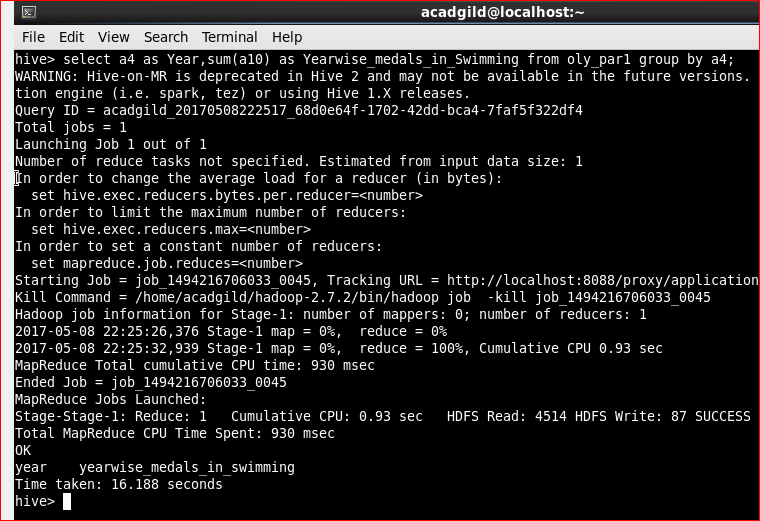 acadgild@localhost:~
File Edit View Search Terminal Help
hive> select a4 as Year,sum(a10) as Yearwise_medals_in_Swimming from oly_par1 group by a4;
WARNING: Hive-on-MR is deprecated in Hive 2 and may not be available in the future versions.
tion engine (i.e. spark, tez) or using Hive 1.X releases.
Query ID = acadgild_20170508222517_68d0e64f-1702-42dd-bca4-7faf5f322df4
Total jobs = 1
Launching Job 1 out of 1
Number of reduce tasks not specified. Estimated from input data size: 1
In order to change the average load for a reducer (in bytes):
  set hive.exec.reducers.bytes.per.reducer=<number>
In order to limit the maximum number of reducers:
  set hive.exec.reducers.max=<number>
In order to set a constant number of reducers:
  set mapreduce.job.reduces=<number>
Starting Job = job_1494216706033_0045, Tracking URL = http://localhost:8088/proxy/application
Kill Command = /home/acadgild/hadoop-2.7.2/bin/hadoop job  -kill job_1494216706033_0045
Hadoop job information for Stage-1: number of mappers: 0; number of reducers: 1
2017-05-08 22:25:26,376 Stage-1 map = 0%,  reduce = 0%
2017-05-08 22:25:32,939 Stage-1 map = 0%,  reduce = 100%, Cumulative CPU 0.93 sec
MapReduce Total cumulative CPU time: 930 msec
Ended Job = job_1494216706033_0045
MapReduce Jobs Launched:
Stage-Stage-1: Reduce: 1   Cumulative CPU: 0.93 sec   HDFS Read: 4514 HDFS Write: 87 SUCCESS
Total MapReduce CPU Time Spent: 930 msec
OK
year    yearwise_medals_in_swimming
Time taken: 16.188 seconds
hive>